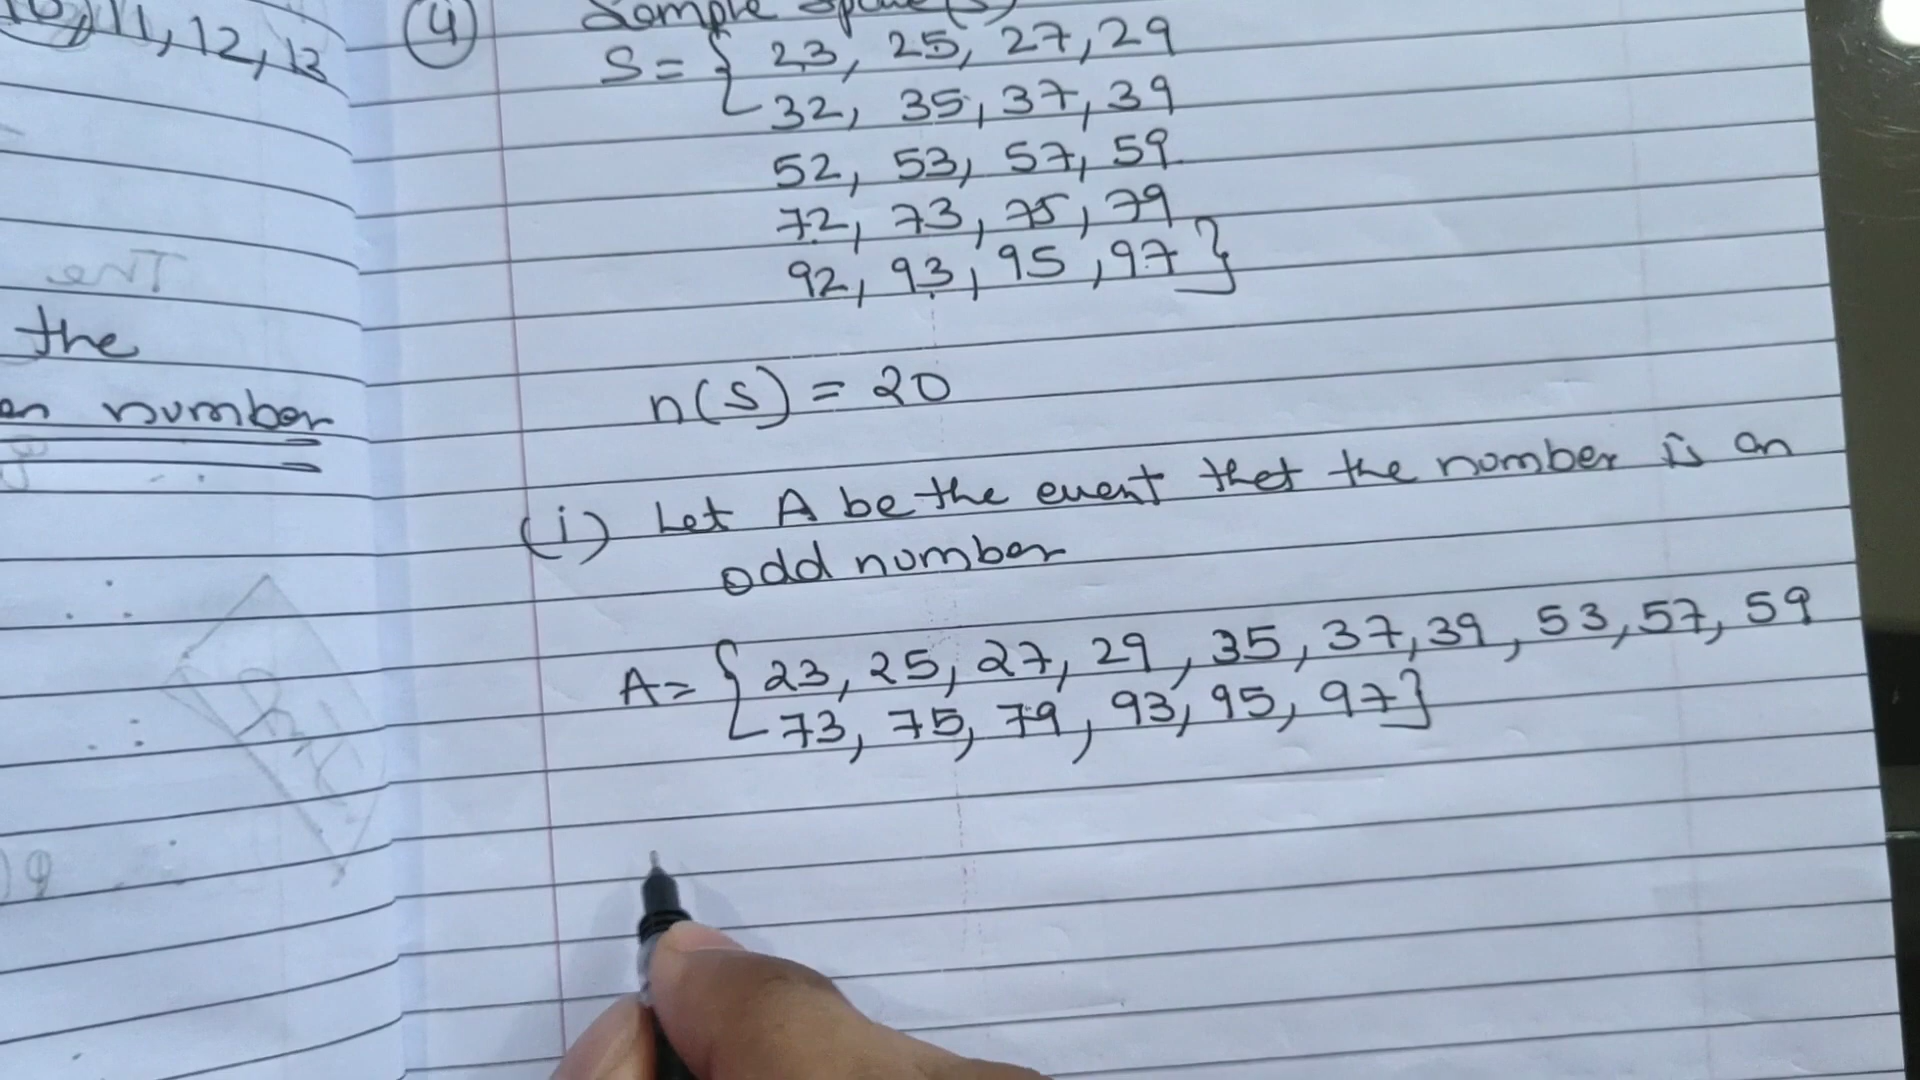 11, 12, 13
the
number
(4) Sample space (S)
S = { 23, 25, 27, 29
32, 35, 37, 39
52, 53, 57, 59
72, 73, 75, 79
92, 93, 95, 97 }
n(S) = 20
(i) Let A be the event that the number is an
odd number
A = { 23, 25, 27, 29, 35, 37, 39, 53, 57, 59
73, 75, 79, 93, 95, 97 }